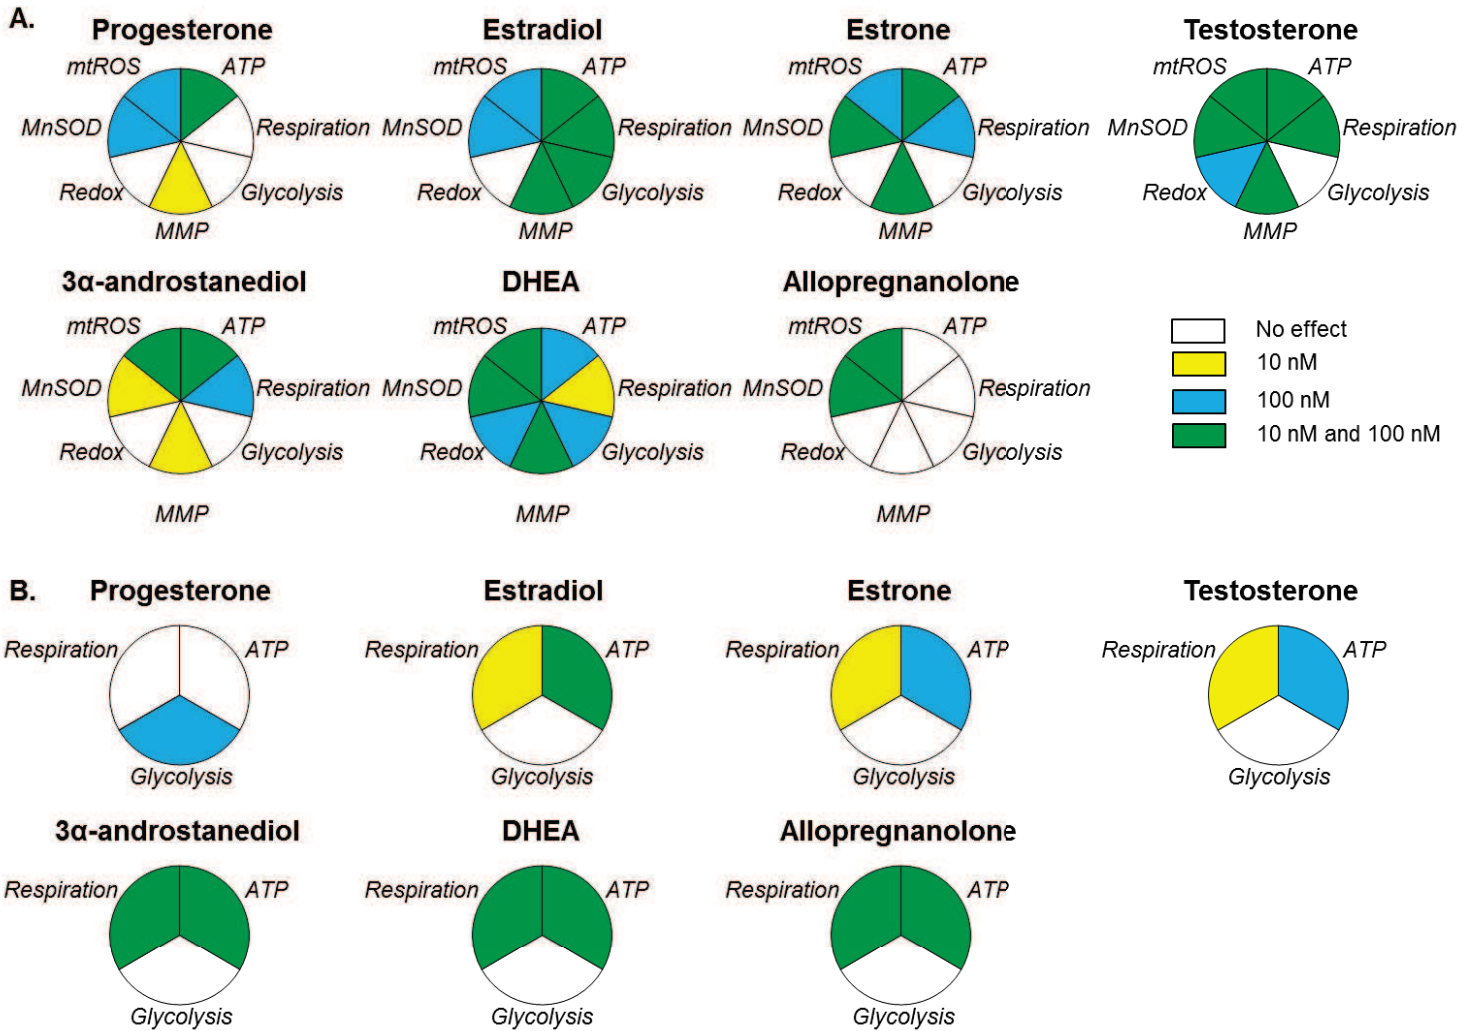 A.
Progesterone
Estradiol
Estrone
Testosterone
mtROS
ATP
MnSOD
Respiration
Redox
Glycolysis
MMP
mtROS
ATP
MnSOD
Respiration
Redox
Glycolysis
MMP
mtROS
ATP
MnSOD
Respiration
Redox
Glycolysis
MMP
mtROS
ATP
MnSOD
Respiration
Redox
Glycolysis
MMP
3α-androstanediol
DHEA
Allopregnanolone
mtROS
ATP
MnSOD
Respiration
Redox
Glycolysis
MMP
mtROS
ATP
MnSOD
Respiration
Redox
Glycolysis
MMP
mtROS
ATP
MnSOD
Respiration
Redox
Glycolysis
MMP
No effect
10 nM
100 nM
10 nM and 100 nM
B.
Progesterone
Estradiol
Estrone
Testosterone
Respiration
ATP
Glycolysis
Respiration
ATP
Glycolysis
Respiration
ATP
Glycolysis
Respiration
ATP
Glycolysis
3α-androstanediol
DHEA
Allopregnanolone
Respiration
ATP
Glycolysis
Respiration
ATP
Glycolysis
Respiration
ATP
Glycolysis